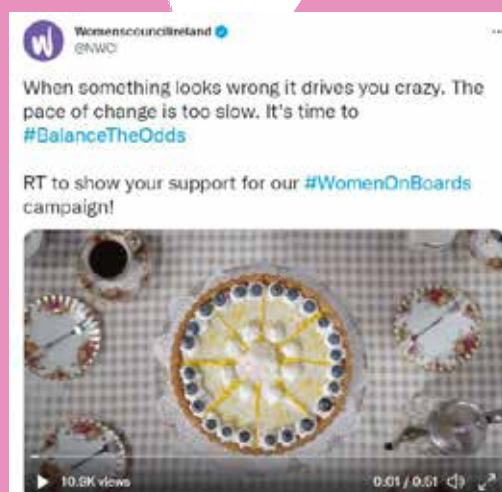 Womenscouncilireland
@NWCI
When something looks wrong it drives you crazy. The
pace of change is too slow. It's time to
#BalanceTheOdds
RT to show your support for our #WomenOnBoards
campaign!
10.9K views
0:01 / 0:51